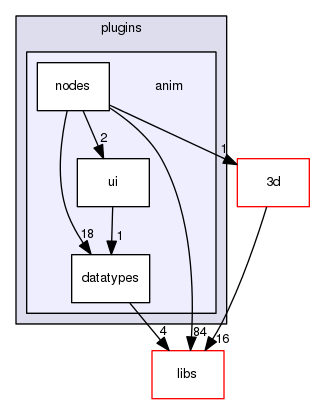 plugins
nodes
anim
2
1
ui
3d
18
1
datatypes
4
84
16
libs